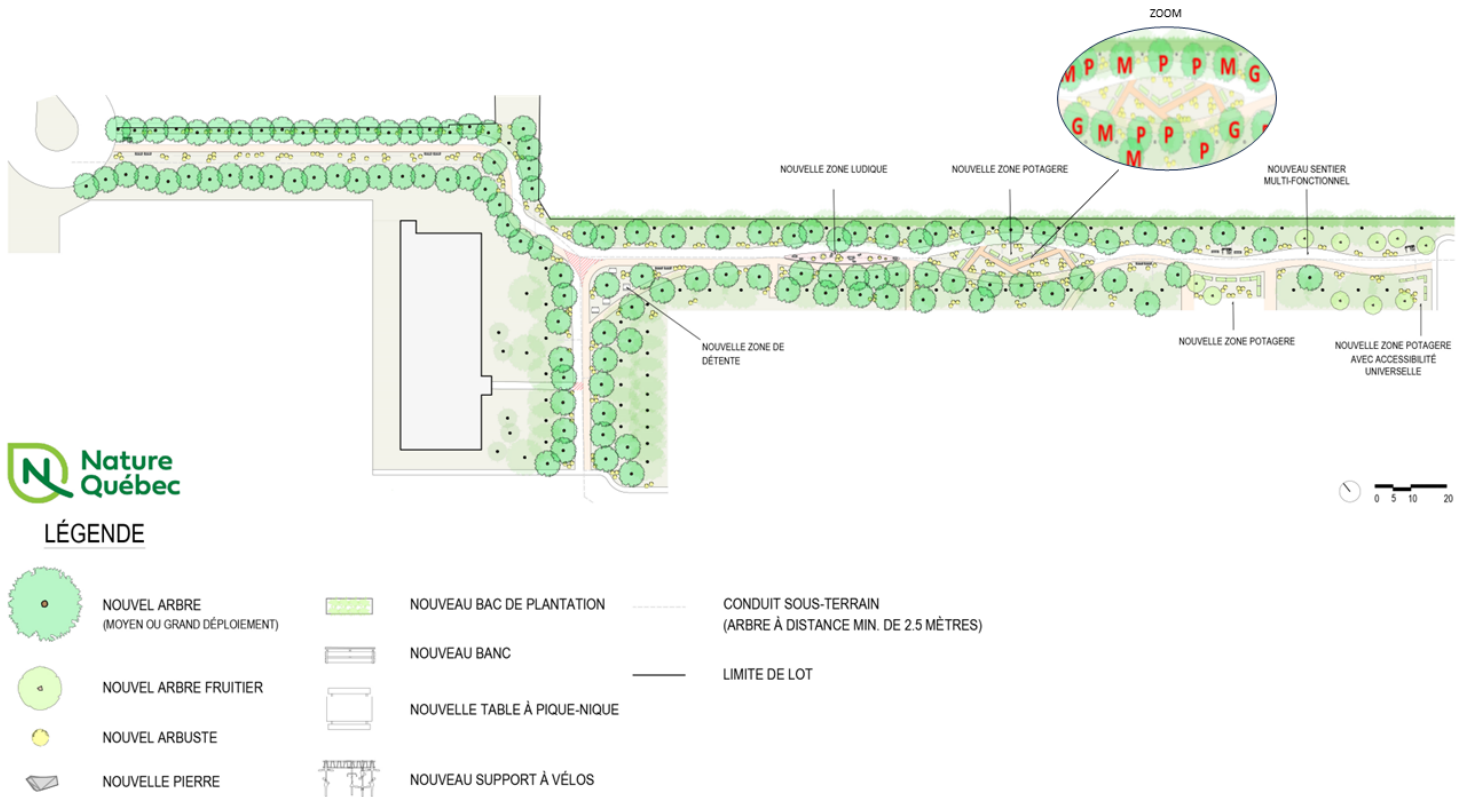 ZOOM
M P M P P M G
G M P P G
M P
NOUVELLE ZONE LUDIQUE
NOUVELLE ZONE POTAGERE
NOUVEAU SENTIER
MULTI-FONCTIONNEL
NOUVELLE ZONE DE
DÉTENTE
NOUVELLE ZONE POTAGERE
NOUVELLE ZONE POTAGERE
AVEC ACCESSIBILITÉ
UNIVERSELLE
Nature
Québec
0 5 10 20
LÉGENDE
NOUVEL ARBRE
(MOYEN OU GRAND DÉPLOIEMENT)
NOUVEL ARBRE FRUITIER
NOUVEL ARBUSTE
NOUVELLE PIERRE
NOUVEAU BAC DE PLANTATION
NOUVEAU BANC
NOUVELLE TABLE À PIQUE-NIQUE
NOUVEAU SUPPORT À VÉLOS
CONDUIT SOUS-TERRAIN
(ARBRE À DISTANCE MIN. DE 2.5 MÈTRES)
LIMITE DE LOT